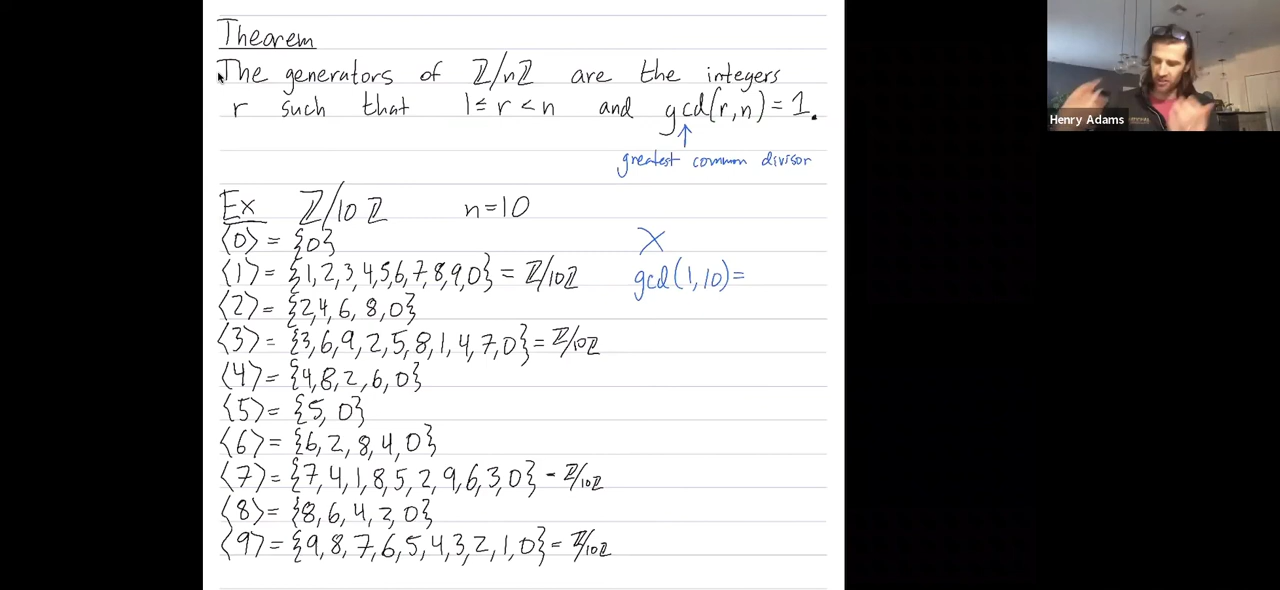 Theorem
The generators of ℤ/nℤ are the integers
r such that 1≤r<n and gcd(r,n)=1.
greatest common divisor
Ex ℤ/10ℤ n=10
⟨0⟩ = {0} X
⟨1⟩ = {1,2,3,4,5,6,7,8,9,0} = ℤ/10ℤ gcd(1,10)=
⟨2⟩ = {2,4,6,8,0}
⟨3⟩ = {3,6,9,2,5,8,1,4,7,0} = ℤ/10ℤ
⟨4⟩ = {4,8,2,6,0}
⟨5⟩ = {5,0}
⟨6⟩ = {6,2,8,4,0}
⟨7⟩ = {7,4,1,8,5,2,9,6,3,0} - ℤ/10ℤ
⟨8⟩ = {8,6,4,2,0}
⟨9⟩ = {9,8,7,6,5,4,3,2,1,0} = ℤ/10ℤ
Henry Adams